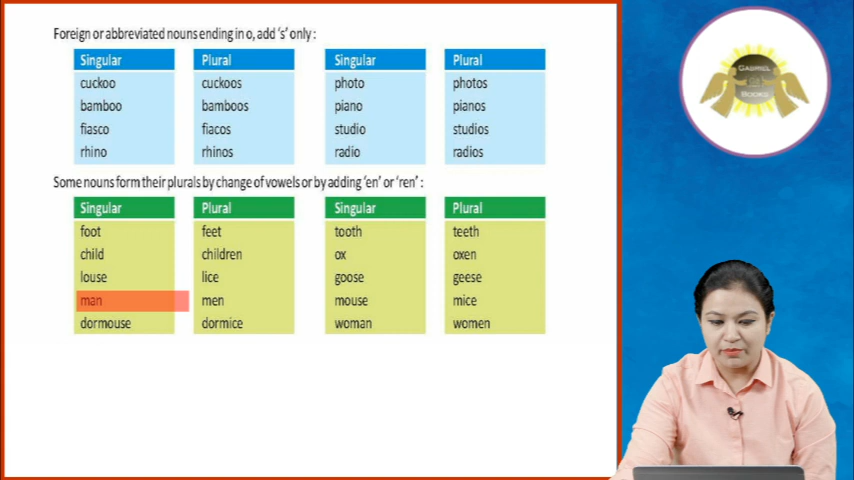 Foreign or abbreviated nouns ending in o, add 's' only :
Singular Plural Singular Plural
cuckoo cuckoos photo photos
bamboo bamboos piano pianos
fiasco fiacos studio studios
rhino rhinos radio radios
Some nouns form their plurals by change of vowels or by adding 'en' or 'ren' :
Singular Plural Singular Plural
foot feet tooth teeth
child children ox oxen
louse lice goose geese
man men mouse mice
dormouse dormice woman women
GABRIEL
BOOKS